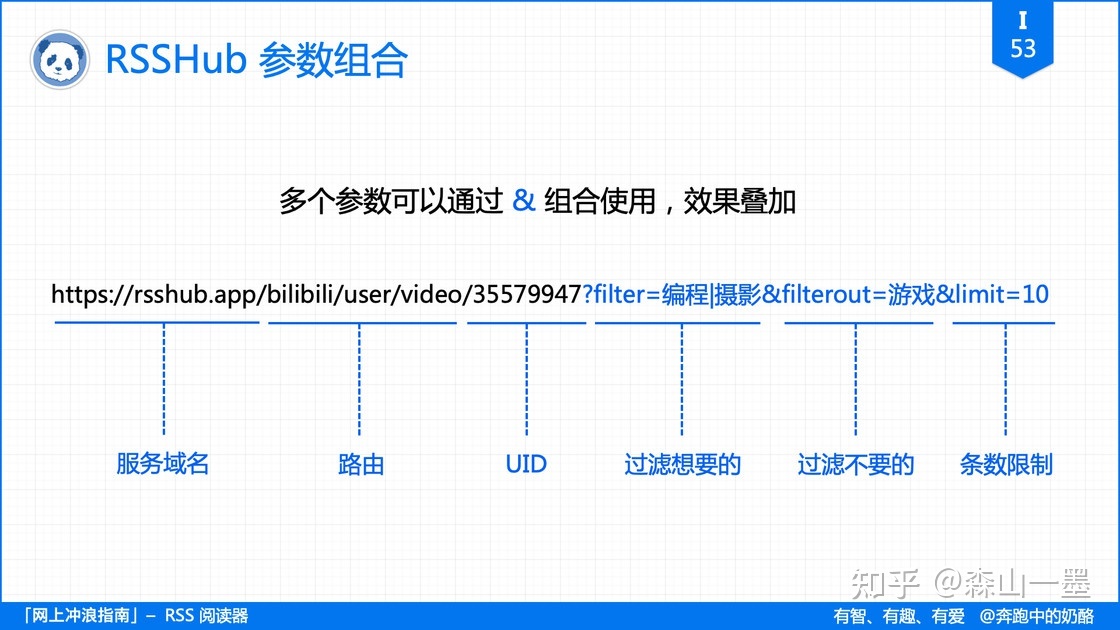 RSSHub 参数组合
I
53
多个参数可以通过 & 组合使用，效果叠加
https://rsshub.app/bilibili/user/video/35579947?filter=编程|摄影&filterout=游戏&limit=10
服务域名 路由 UID 过滤想要的 过滤不要的 条数限制
知乎 @森山一墨
「网上冲浪指南」– RSS 阅读器 有智、有趣、有爱 @奔跑中的奶酪